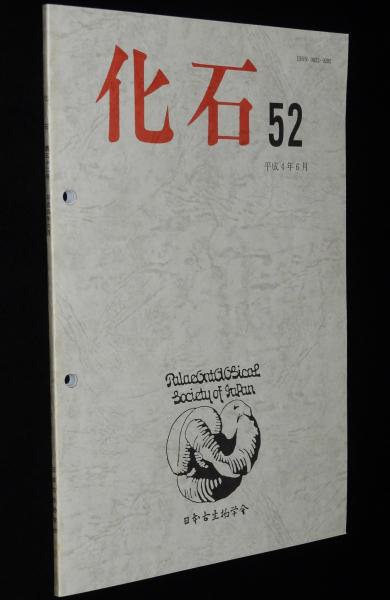 化石
52
平成4年6月
Palaeontological
Society of Japan
日本古生物学会